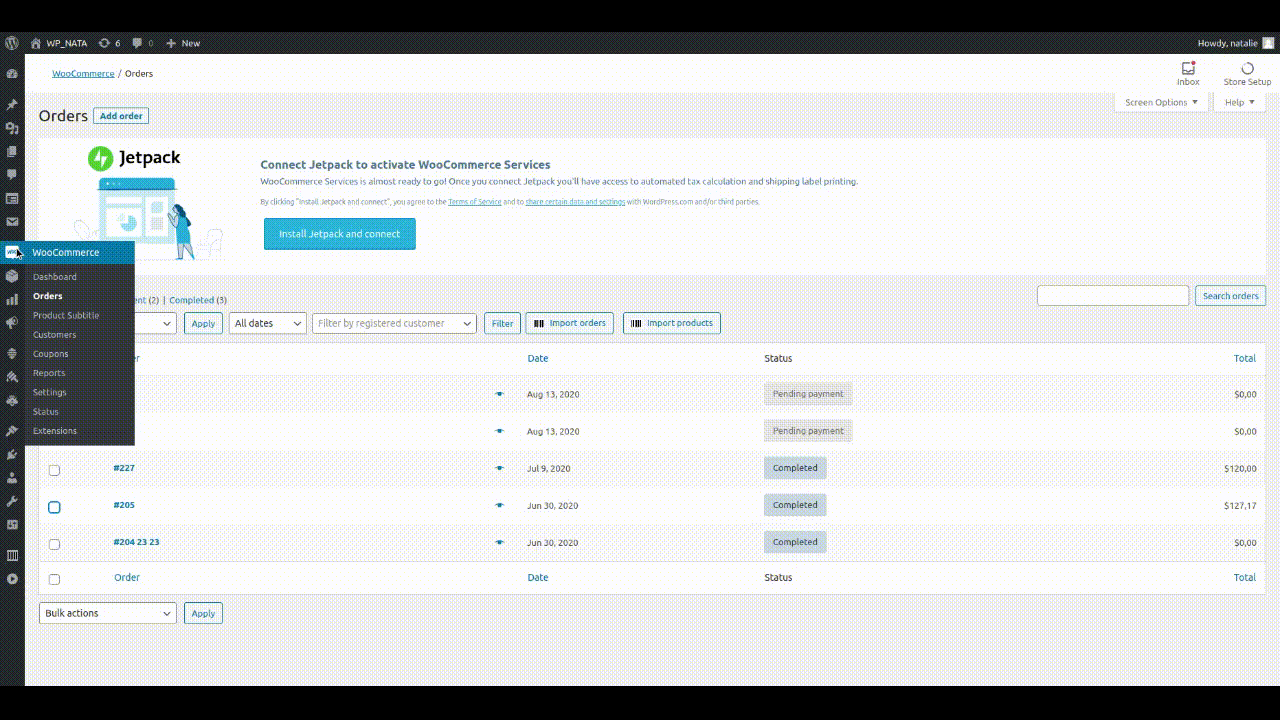 WP_NATA 6 0 New Howdy, natalie
WooCommerce / Orders Inbox Store Setup
Screen Options Help
Orders Add order
Jetpack
Connect Jetpack to activate WooCommerce Services
WooCommerce Services is almost ready to go! Once you connect Jetpack you'll have access to automated tax calculation and shipping label printing.
By clicking "Install Jetpack and connect", you agree to the Terms of Service and to share certain data and settings with WordPress.com and/or third parties.
Install Jetpack and connect
WooCommerce
Dashboard
Orders
Product Subtitle
Customers
Coupons
Reports
Settings
Status
Extensions
(2) | Completed (3) Search orders
Apply All dates Filter by registered customer Filter Import orders Import products
Date Status Total
Aug 13, 2020 Pending payment $0,00
Aug 13, 2020 Pending payment $0,00
#227 Jul 9, 2020 Completed $120,00
#205 Jun 30, 2020 Completed $127,17
#204 23 23 Jun 30, 2020 Completed $0,00
Order Date Status Total
Bulk actions Apply